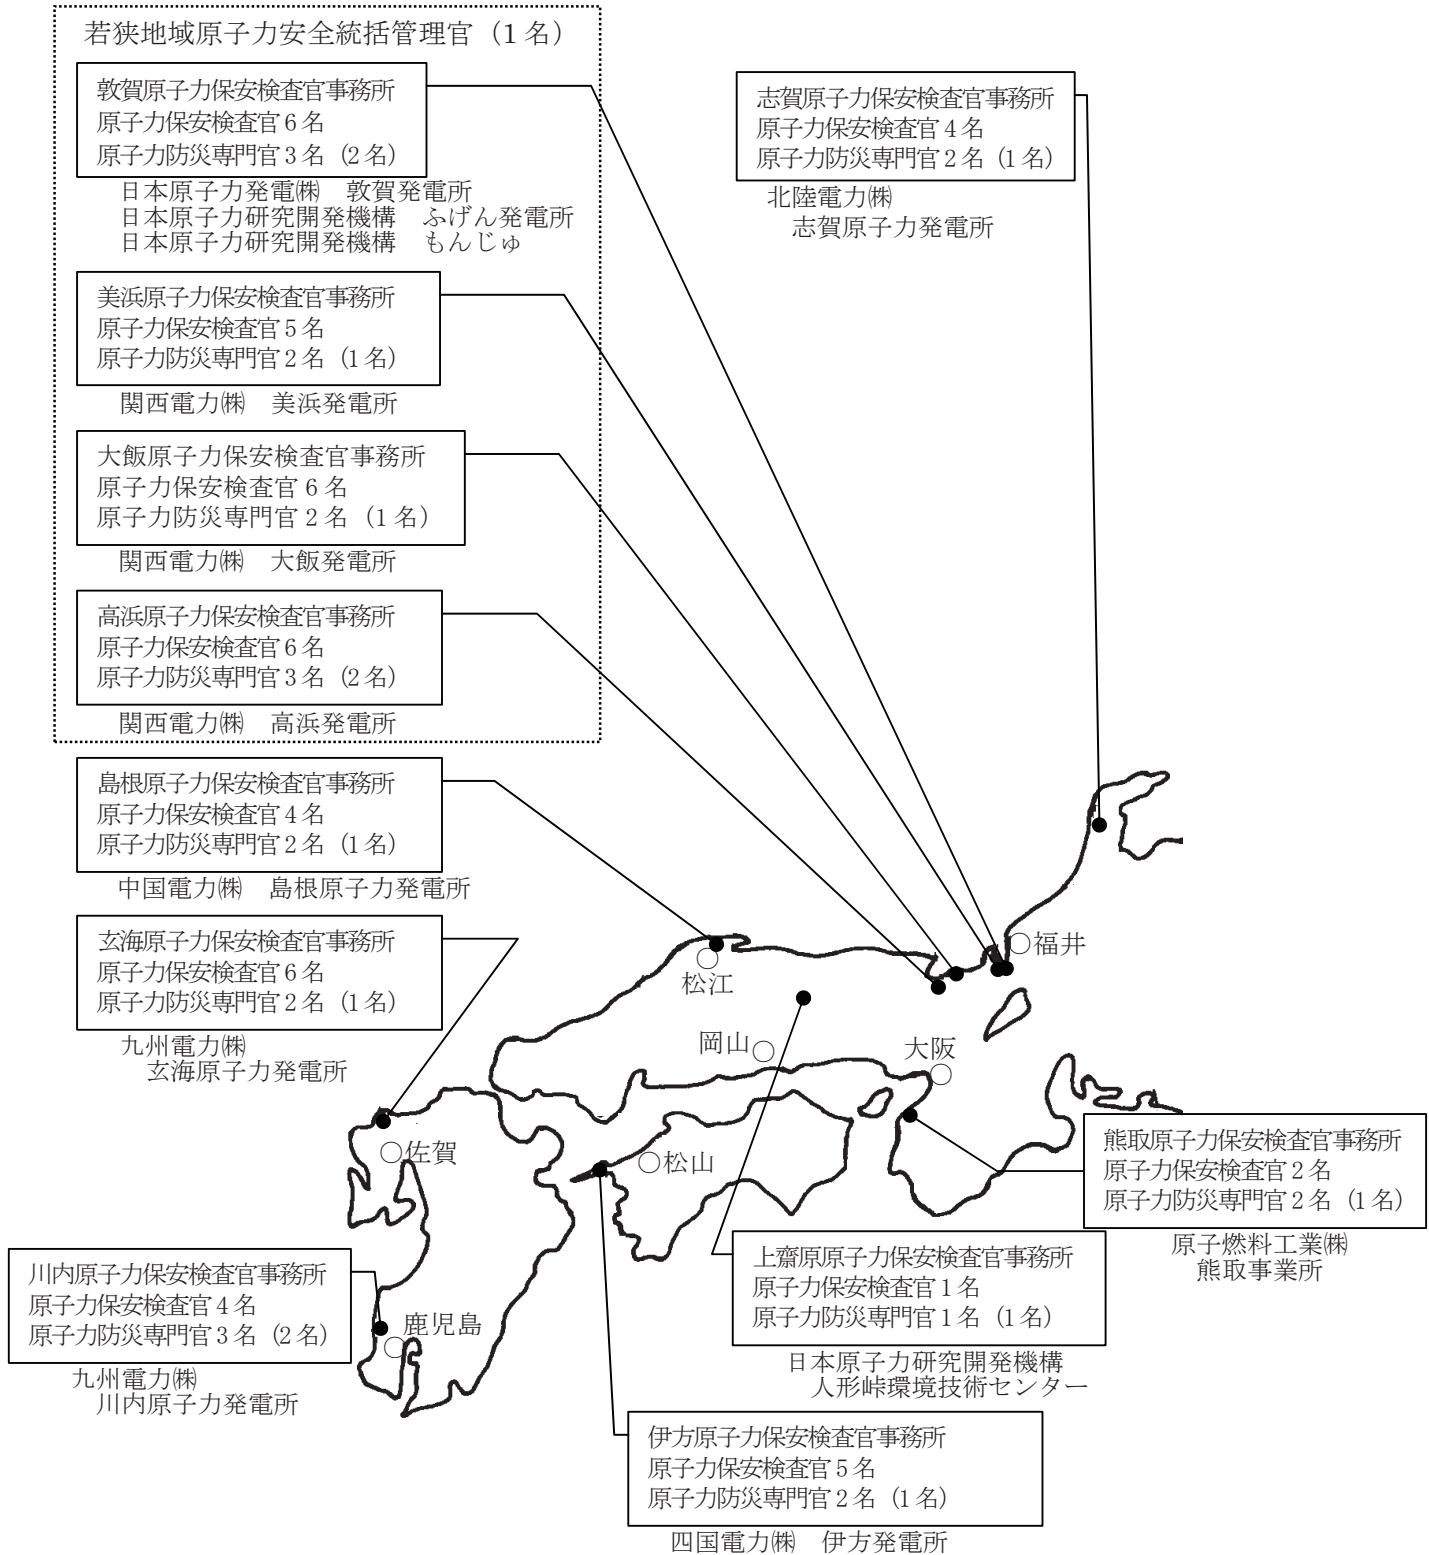 若狭地域原子力安全統括管理官（1名）
敦賀原子力保安検査官事務所
原子力保安検査官6名
原子力防災専門官3名（2名）
日本原子力発電㈱　敦賀発電所
日本原子力研究開発機構　ふげん発電所
日本原子力研究開発機構　もんじゅ
美浜原子力保安検査官事務所
原子力保安検査官5名
原子力防災専門官2名（1名）
関西電力㈱　美浜発電所
大飯原子力保安検査官事務所
原子力保安検査官6名
原子力防災専門官2名（1名）
関西電力㈱　大飯発電所
高浜原子力保安検査官事務所
原子力保安検査官6名
原子力防災専門官3名（2名）
関西電力㈱　高浜発電所
志賀原子力保安検査官事務所
原子力保安検査官4名
原子力防災専門官2名（1名）
北陸電力㈱
志賀原子力発電所
島根原子力保安検査官事務所
原子力保安検査官4名
原子力防災専門官2名（1名）
中国電力㈱　島根原子力発電所
玄海原子力保安検査官事務所
原子力保安検査官6名
原子力防災専門官2名（1名）
九州電力㈱
玄海原子力発電所
○福井
○
松江
岡山○
大阪
○
○佐賀
○松山
熊取原子力保安検査官事務所
原子力保安検査官2名
原子力防災専門官2名（1名）
原子燃料工業㈱
熊取事業所
川内原子力保安検査官事務所
原子力保安検査官4名
原子力防災専門官3名（2名）
九州電力㈱
川内原子力発電所
鹿児島
○
上齋原原子力保安検査官事務所
原子力保安検査官1名
原子力防災専門官1名（1名）
日本原子力研究開発機構
人形峠環境技術センター
伊方原子力保安検査官事務所
原子力保安検査官5名
原子力防災専門官2名（1名）
四国電力㈱　伊方発電所